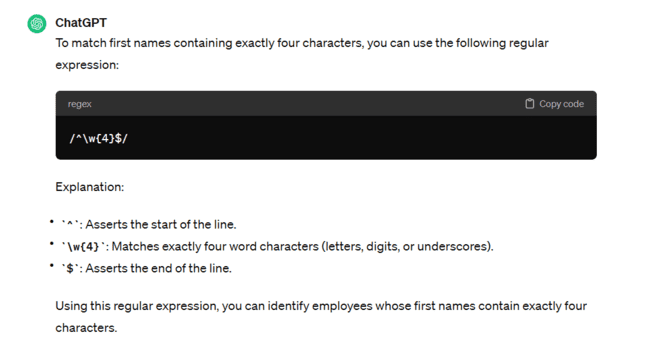 ChatGPT
To match first names containing exactly four characters, you can use the following regular
expression:
regex
Copy code
/^\w{4}$/
Explanation:
• `^`: Asserts the start of the line.
• `\w{4}`: Matches exactly four word characters (letters, digits, or underscores).
• `$`: Asserts the end of the line.
Using this regular expression, you can identify employees whose first names contain exactly four
characters.